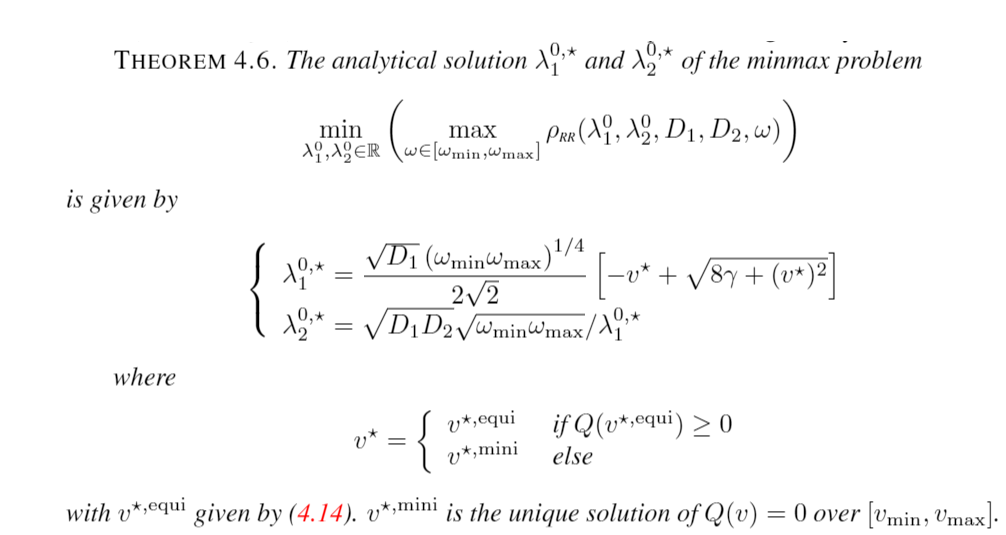 THEOREM 4.6. The analytical solution λ₁^{0,⋆} and λ₂^{0,⋆} of the minmax problem
min_{λ₁⁰,λ₂⁰∈ℝ} ( max_{ω∈[ω_min,ω_max]} ρ_RR(λ₁⁰, λ₂⁰, D₁, D₂, ω) )
is given by
{ λ₁^{0,⋆} = \frac{√D₁ (ω_min ω_max)^{1/4}}{2√2} [−v⋆ + √(8γ + (v⋆)²)]
λ₂^{0,⋆} = √(D₁D₂) √(ω_min ω_max) / λ₁^{0,⋆}
where
v⋆ = { v^{⋆,equi} if Q(v^{⋆,equi}) ≥ 0
v^{⋆,mini} else
with v^{⋆,equi} given by (4.14). v^{⋆,mini} is the unique solution of Q(v) = 0 over [v_min, v_max].